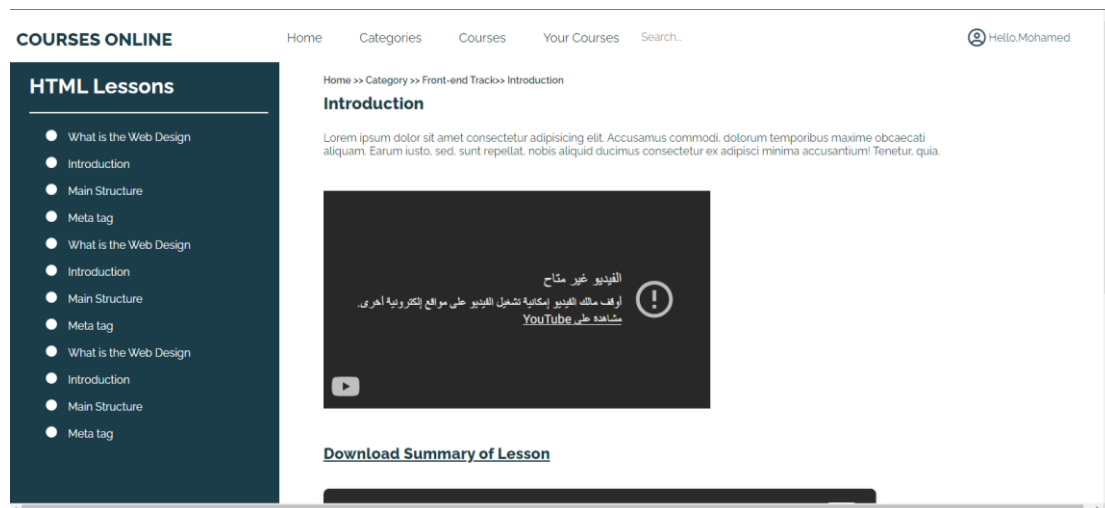 COURSES ONLINE
Home
Categories
Courses
Your Courses
Search...
Hello,Mohamed
HTML Lessons
What is the Web Design
Introduction
Main Structure
Meta tag
What is the Web Design
Introduction
Main Structure
Meta tag
What is the Web Design
Introduction
Main Structure
Meta tag
Home >> Category >> Front-end Track>> Introduction
Introduction
Lorem ipsum dolor sit amet consectetur adipisicing elit. Accusamus commodi, dolorum temporibus maxime obcaecati
aliquam. Earum iusto, sed, sunt repellat, nobis aliquid ducimus consectetur ex adipisci minima accusantium! Tenetur, quia.
الفيديو غير متاح
أوقف مالك الفيديو إمكانية تشغيل الفيديو على مواقع إلكترونية أخرى.
مشاهدة على YouTube
Download Summary of Lesson